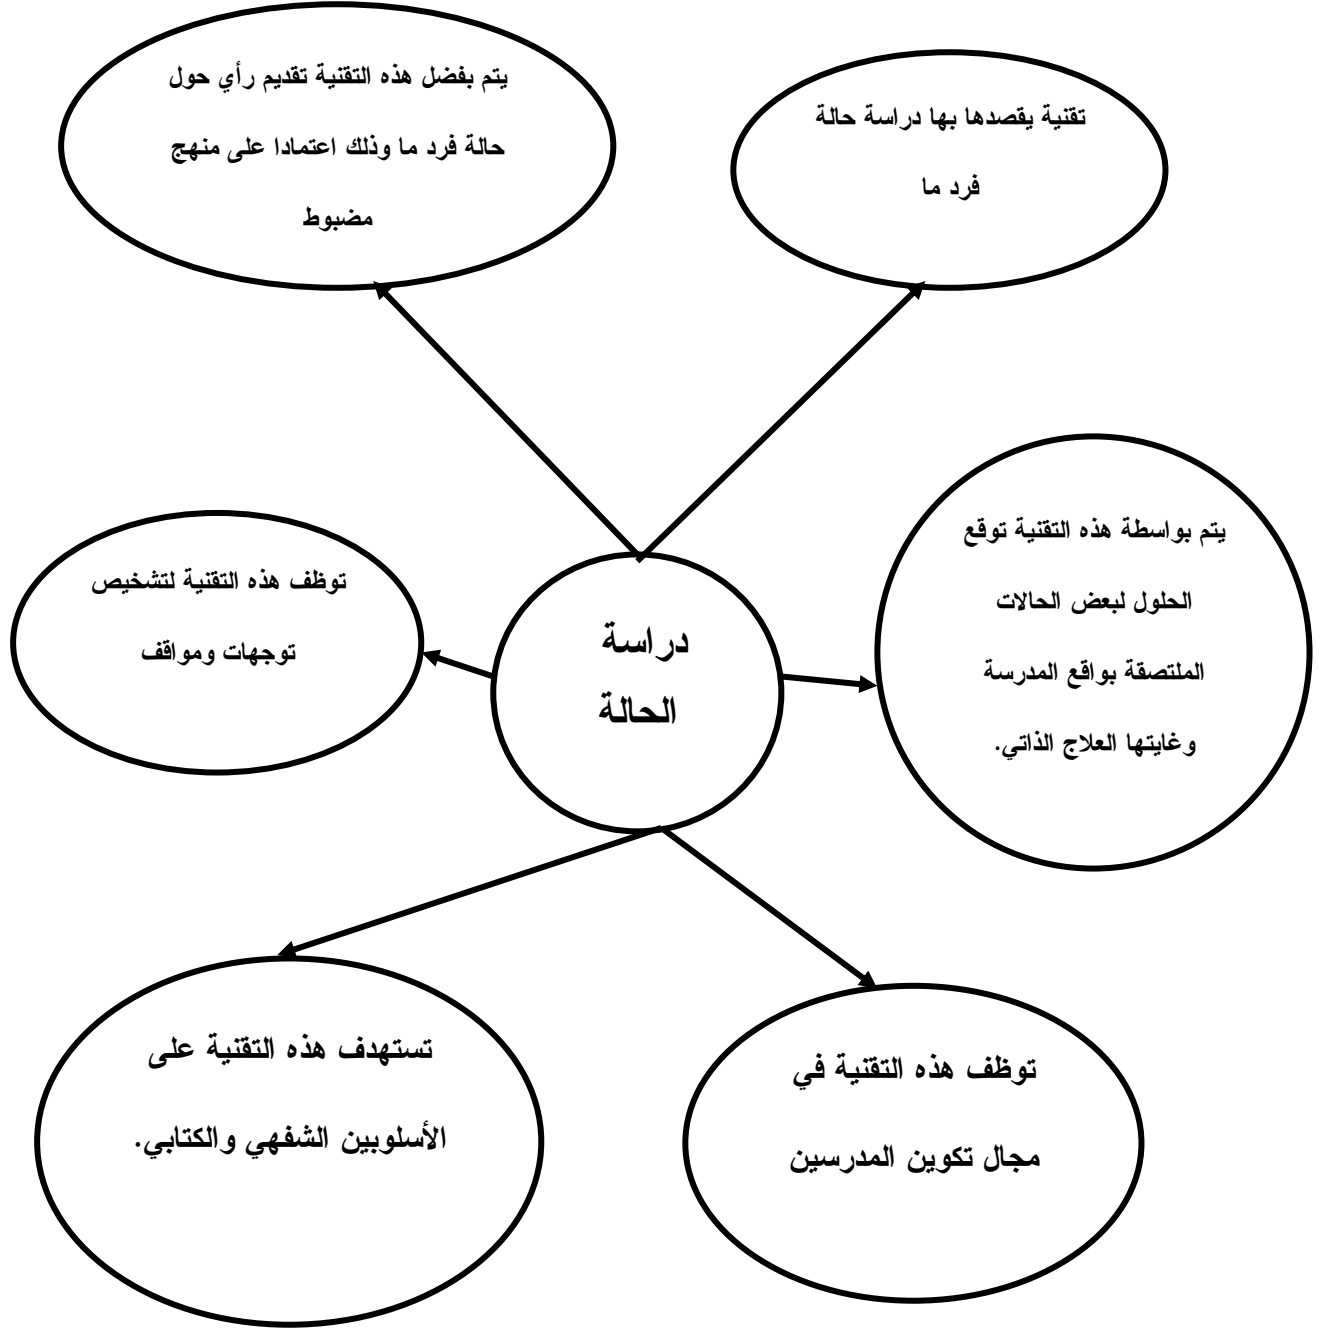 تقنية يقصدها بها دراسة حالة
فرد ما
يتم بفضل هذه التقنية تقديم رأي حول
حالة فرد ما وذلك اعتمادا على منهج
مضبوط
يتم بواسطة هذه التقنية توقع
الحلول لبعض الحالات
الملتصقة بواقع المدرسة
وغايتها العلاج الذاتي.
دراسة
الحالة
توظف هذه التقنية لتشخيص
توجهات ومواقف
توظف هذه التقنية في
مجال تكوين المدرسين
تستهدف هذه التقنية على
الأسلوبين الشفهي والكتابي.